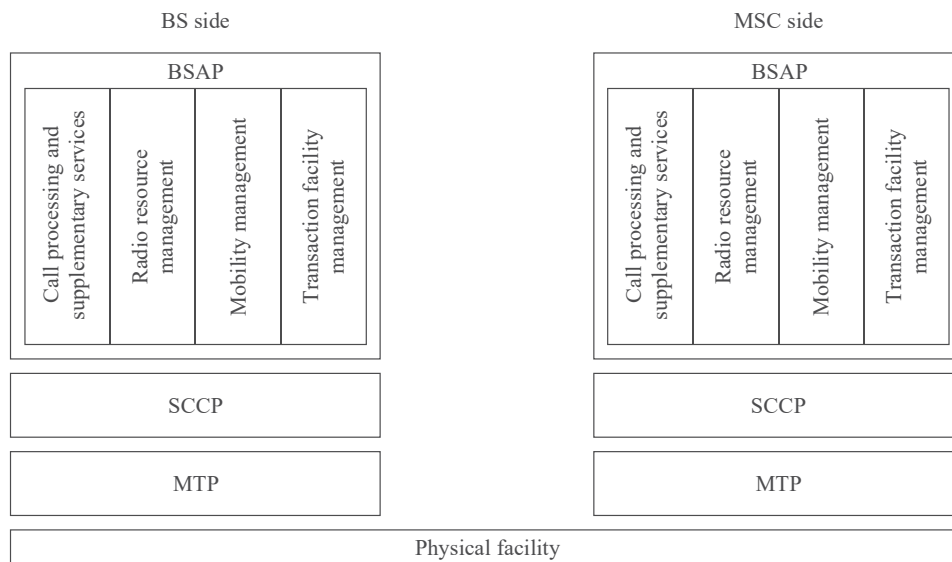 BS side
MSC side
BSAP
Call processing and
supplementary services
Radio resource
management
Mobility management
Transaction facility
management
BSAP
Call processing and
supplementary services
Radio resource
management
Mobility management
Transaction facility
management
SCCP
SCCP
MTP
MTP
Physical facility